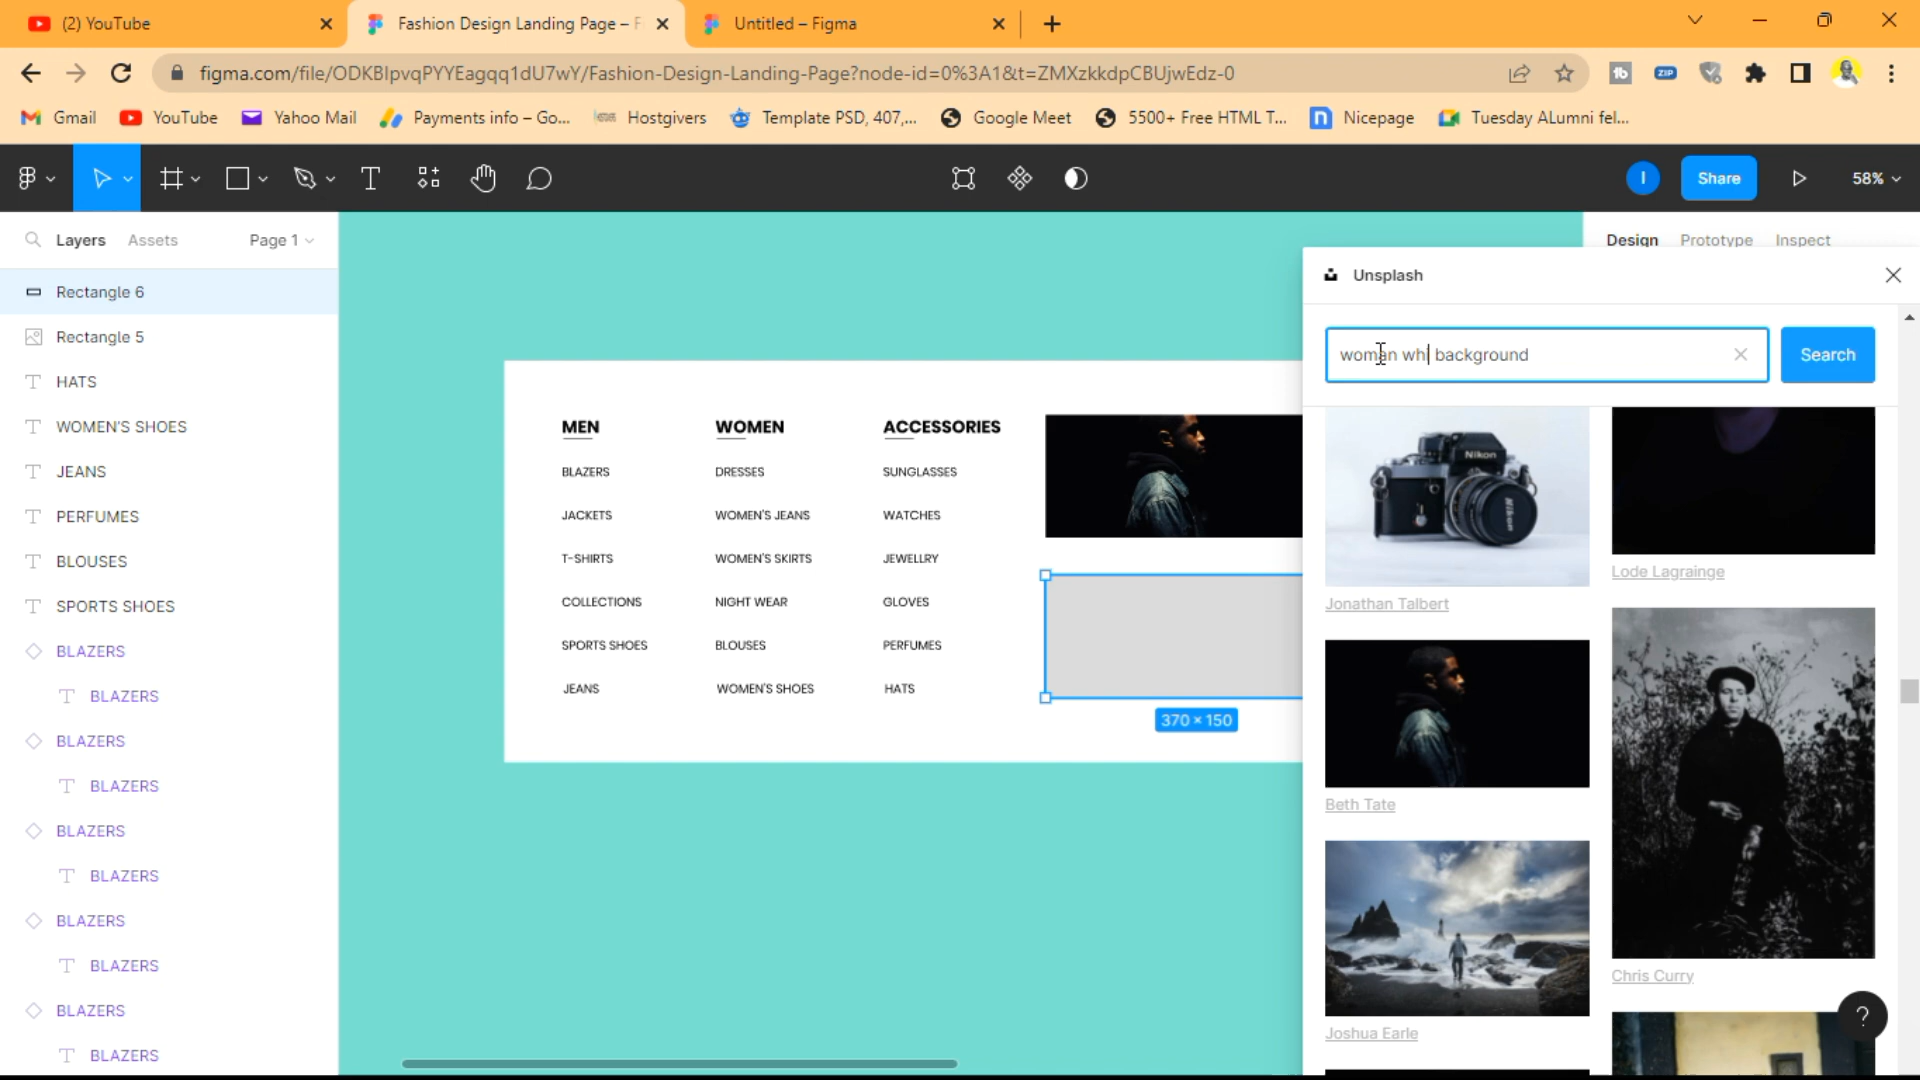 (2) YouTube
Fashion Design Landing Page – F
Untitled – Figma
figma.com/file/ODKBIpvqPYYEagqq1dU7wY/Fashion-Design-Landing-Page?node-id=0%3A1&t=ZMXzkkdpCBUjwEdz-0
tb
ZIP
Gmail
YouTube
Yahoo Mail
Payments info – Go...
Hostgivers
Template PSD, 407,...
Google Meet
5500+ Free HTML T...
Nicepage
Tuesday ALumni fel...
I
Share
58%
Layers
Assets
Page 1
Design
Prototype
Inspect
Rectangle 6
Rectangle 5
HATS
WOMEN'S SHOES
JEANS
PERFUMES
BLOUSES
SPORTS SHOES
BLAZERS
BLAZERS
BLAZERS
BLAZERS
BLAZERS
BLAZERS
BLAZERS
BLAZERS
BLAZERS
BLAZERS
MEN
BLAZERS
JACKETS
T-SHIRTS
COLLECTIONS
SPORTS SHOES
JEANS
WOMEN
DRESSES
WOMEN'S JEANS
WOMEN'S SKIRTS
NIGHT WEAR
BLOUSES
WOMEN'S SHOES
ACCESSORIES
SUNGLASSES
WATCHES
JEWELLRY
GLOVES
PERFUMES
HATS
370 × 150
Unsplash
woman whi background
Search
Nikon
Nikon
Jonathan Talbert
Lode Lagrainge
Beth Tate
Chris Curry
Joshua Earle
?